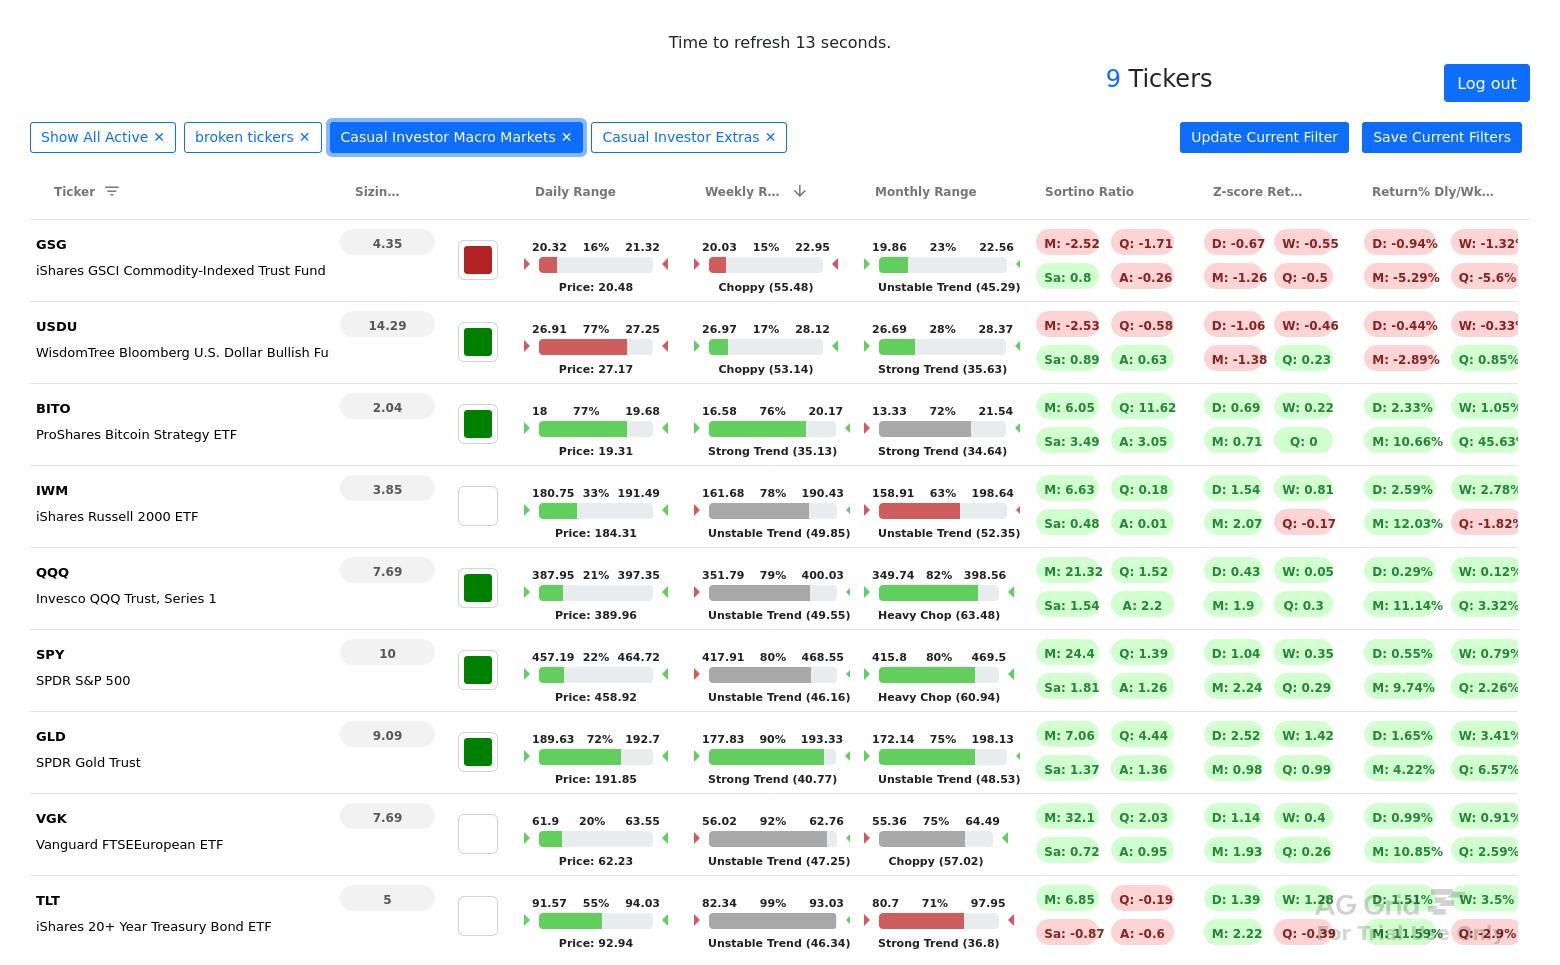 Time to refresh 13 seconds.
9 Tickers
Log out
Show All Active ✕ broken tickers ✕ Casual Investor Macro Markets ✕ Casual Investor Extras ✕ Update Current Filter Save Current Filters
Ticker Sizin... Daily Range Weekly R... Monthly Range Sortino Ratio Z-score Ret... Return% Dly/Wk...
GSG 4.35 20.32 16% 21.32 20.03 15% 22.95 19.86 23% 22.56 M: -2.52 Q: -1.71 D: -0.67 W: -0.55 D: -0.94% W: -1.32%
iShares GSCI Commodity-Indexed Trust Fund Sa: 0.8 A: -0.26 M: -1.26 Q: -0.5 M: -5.29% Q: -5.6%
Price: 20.48 Choppy (55.48) Unstable Trend (45.29)
USDU 14.29 26.91 77% 27.25 26.97 17% 28.12 26.69 28% 28.37 M: -2.53 Q: -0.58 D: -1.06 W: -0.46 D: -0.44% W: -0.33%
WisdomTree Bloomberg U.S. Dollar Bullish Fu Sa: 0.89 A: 0.63 M: -1.38 Q: 0.23 M: -2.89% Q: 0.85%
Price: 27.17 Choppy (53.14) Strong Trend (35.63)
BITO 2.04 18 77% 19.68 16.58 76% 20.17 13.33 72% 21.54 M: 6.05 Q: 11.62 D: 0.69 W: 0.22 D: 2.33% W: 1.05%
ProShares Bitcoin Strategy ETF Sa: 3.49 A: 3.05 M: 0.71 Q: 0 M: 10.66% Q: 45.63%
Price: 19.31 Strong Trend (35.13) Strong Trend (34.64)
IWM 3.85 180.75 33% 191.49 161.68 78% 190.43 158.91 63% 198.64 M: 6.63 Q: 0.18 D: 1.54 W: 0.81 D: 2.59% W: 2.78%
iShares Russell 2000 ETF Sa: 0.48 A: 0.01 M: 2.07 Q: -0.17 M: 12.03% Q: -1.82%
Price: 184.31 Unstable Trend (49.85) Unstable Trend (52.35)
QQQ 7.69 387.95 21% 397.35 351.79 79% 400.03 349.74 82% 398.56 M: 21.32 Q: 1.52 D: 0.43 W: 0.05 D: 0.29% W: 0.12%
Invesco QQQ Trust, Series 1 Sa: 1.54 A: 2.2 M: 1.9 Q: 0.3 M: 11.14% Q: 3.32%
Price: 389.96 Unstable Trend (49.55) Heavy Chop (63.48)
SPY 10 457.19 22% 464.72 417.91 80% 468.55 415.8 80% 469.5 M: 24.4 Q: 1.39 D: 1.04 W: 0.35 D: 0.55% W: 0.79%
SPDR S&P 500 Sa: 1.81 A: 1.26 M: 2.24 Q: 0.29 M: 9.74% Q: 2.26%
Price: 458.92 Unstable Trend (46.16) Heavy Chop (60.94)
GLD 9.09 189.63 72% 192.7 177.83 90% 193.33 172.14 75% 198.13 M: 7.06 Q: 4.44 D: 2.52 W: 1.42 D: 1.65% W: 3.41%
SPDR Gold Trust Sa: 1.37 A: 1.36 M: 0.98 Q: 0.99 M: 4.22% Q: 6.57%
Price: 191.85 Strong Trend (40.77) Unstable Trend (48.53)
VGK 7.69 61.9 20% 63.55 56.02 92% 62.76 55.36 75% 64.49 M: 32.1 Q: 2.03 D: 1.14 W: 0.4 D: 0.99% W: 0.91%
Vanguard FTSEEuropean ETF Sa: 0.72 A: 0.95 M: 1.93 Q: 0.26 M: 10.85% Q: 2.59%
Price: 62.23 Unstable Trend (47.25) Choppy (57.02)
TLT 5 91.57 55% 94.03 82.34 99% 93.03 80.7 71% 97.95 M: 6.85 Q: -0.19 D: 1.39 W: 1.28 D: 1.51% W: 3.5%
AG Grid
iShares 20+ Year Treasury Bond ETF Sa: -0.87 A: -0.6 M: 2.22 Q: -0.39 M: 11.59% Q: -2.9%
For Trial Use Only
Price: 92.94 Unstable Trend (46.34) Strong Trend (36.8)